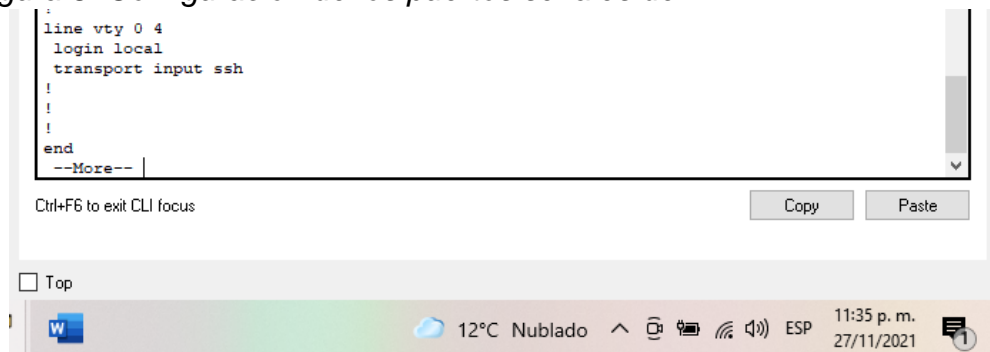 line vty 0 4
login local
transport input ssh
!
!
!
end
--More--
Ctrl+F6 to exit CLI focus
Copy
Paste
Top
W
12°C Nublado
ESP
11:35 p. m.
27/11/2021
1